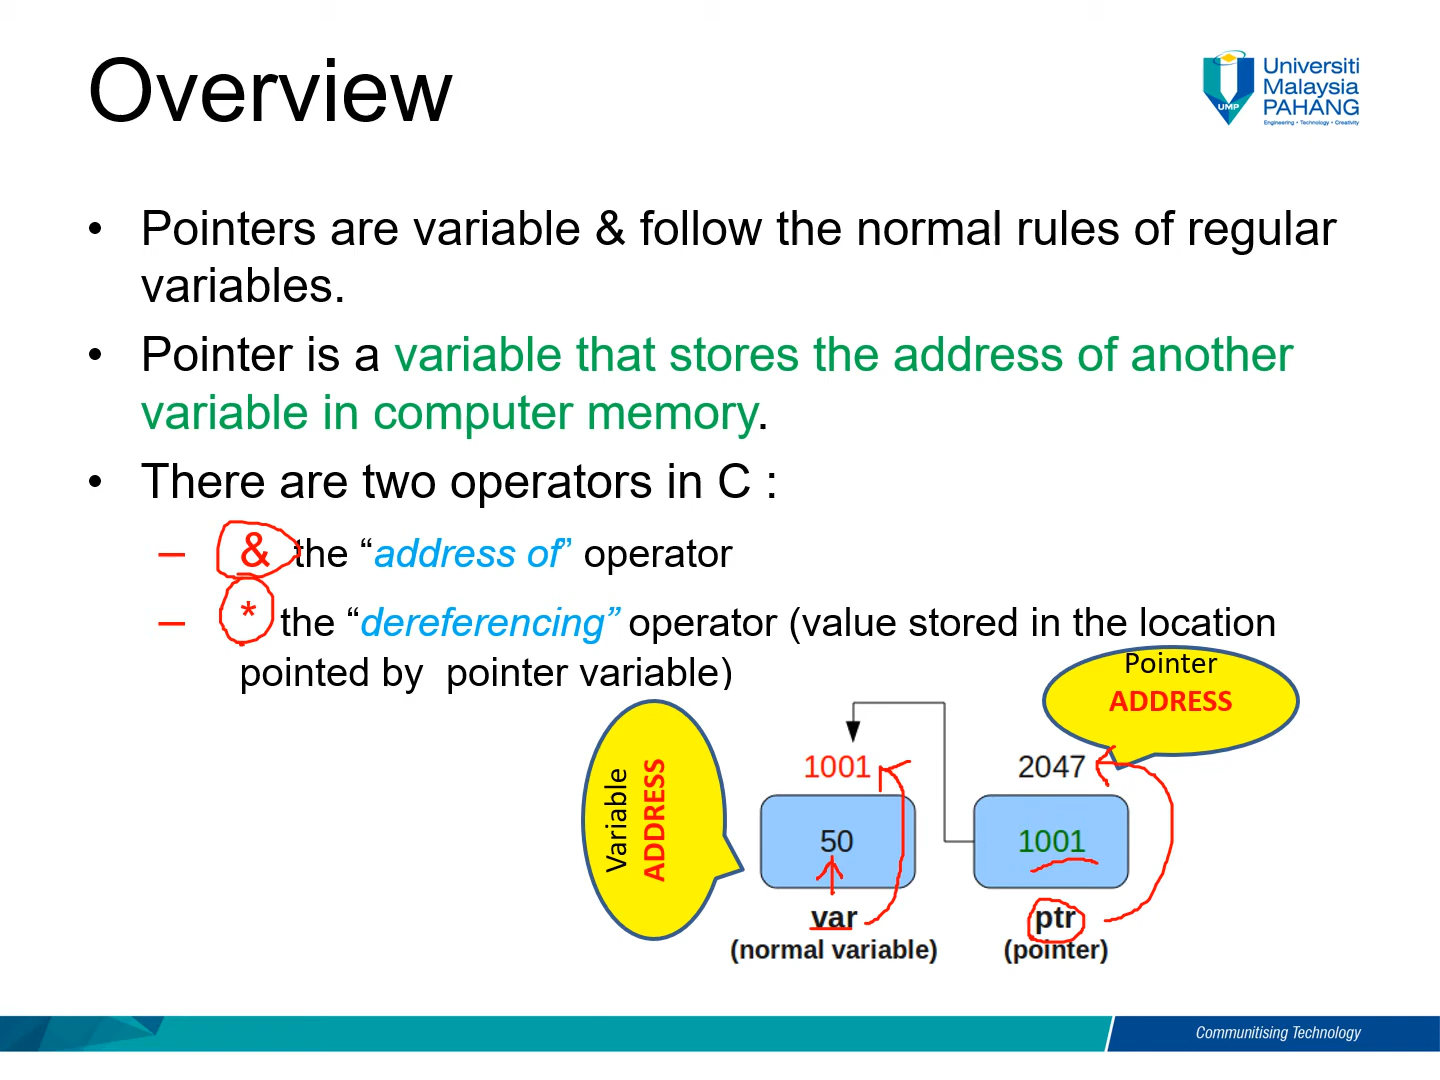 Overview
Universiti
Malaysia
PAHANG
Engineering • Technology • Creativity
UMP
• Pointers are variable & follow the normal rules of regular
variables.
• Pointer is a variable that stores the address of another
variable in computer memory.
• There are two operators in C :
– & the “address of” operator
– * the “dereferencing” operator (value stored in the location
pointed by pointer variable)
Pointer
ADDRESS
Variable
ADDRESS
1001
2047
50
1001
var
ptr
(normal variable)
(pointer)
Communitising Technology